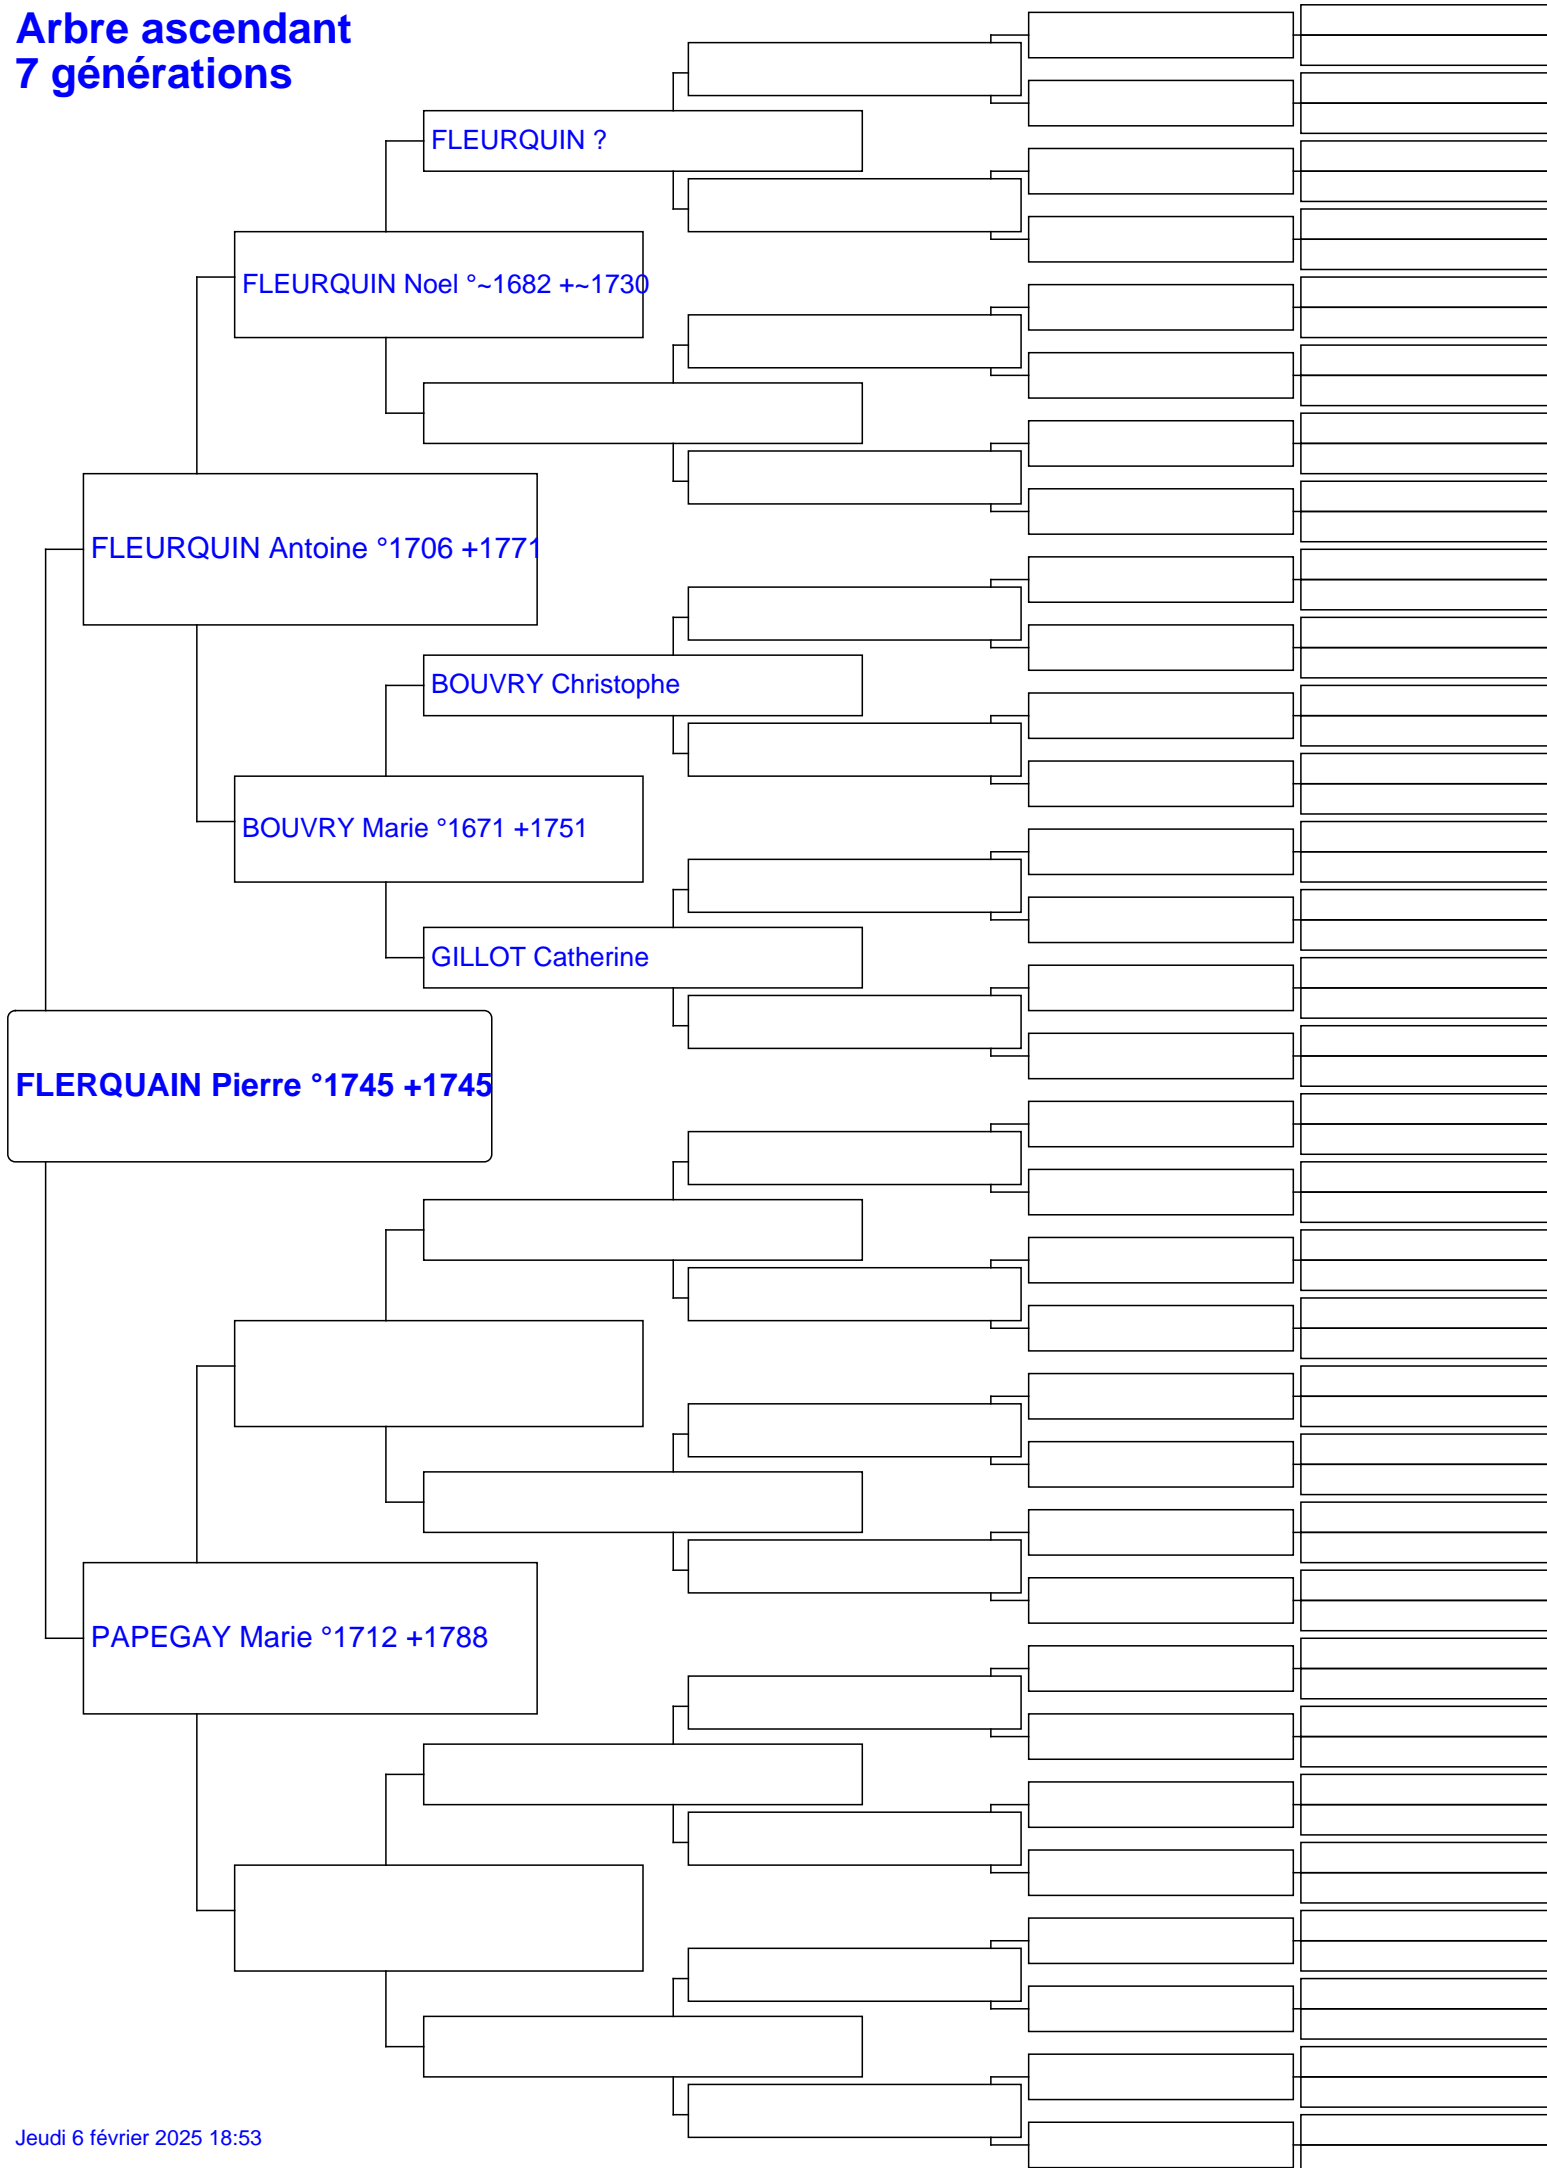 Arbre ascendant
7 générations
FLEURQUIN ?
FLEURQUIN Noel °~1682 +~1730
FLEURQUIN Antoine °1706 +1771
BOUVRY Christophe
BOUVRY Marie °1671 +1751
GILLOT Catherine
FLERQUAIN Pierre °1745 +1745
PAPEGAY Marie °1712 +1788
Jeudi 6 février 2025 18:53